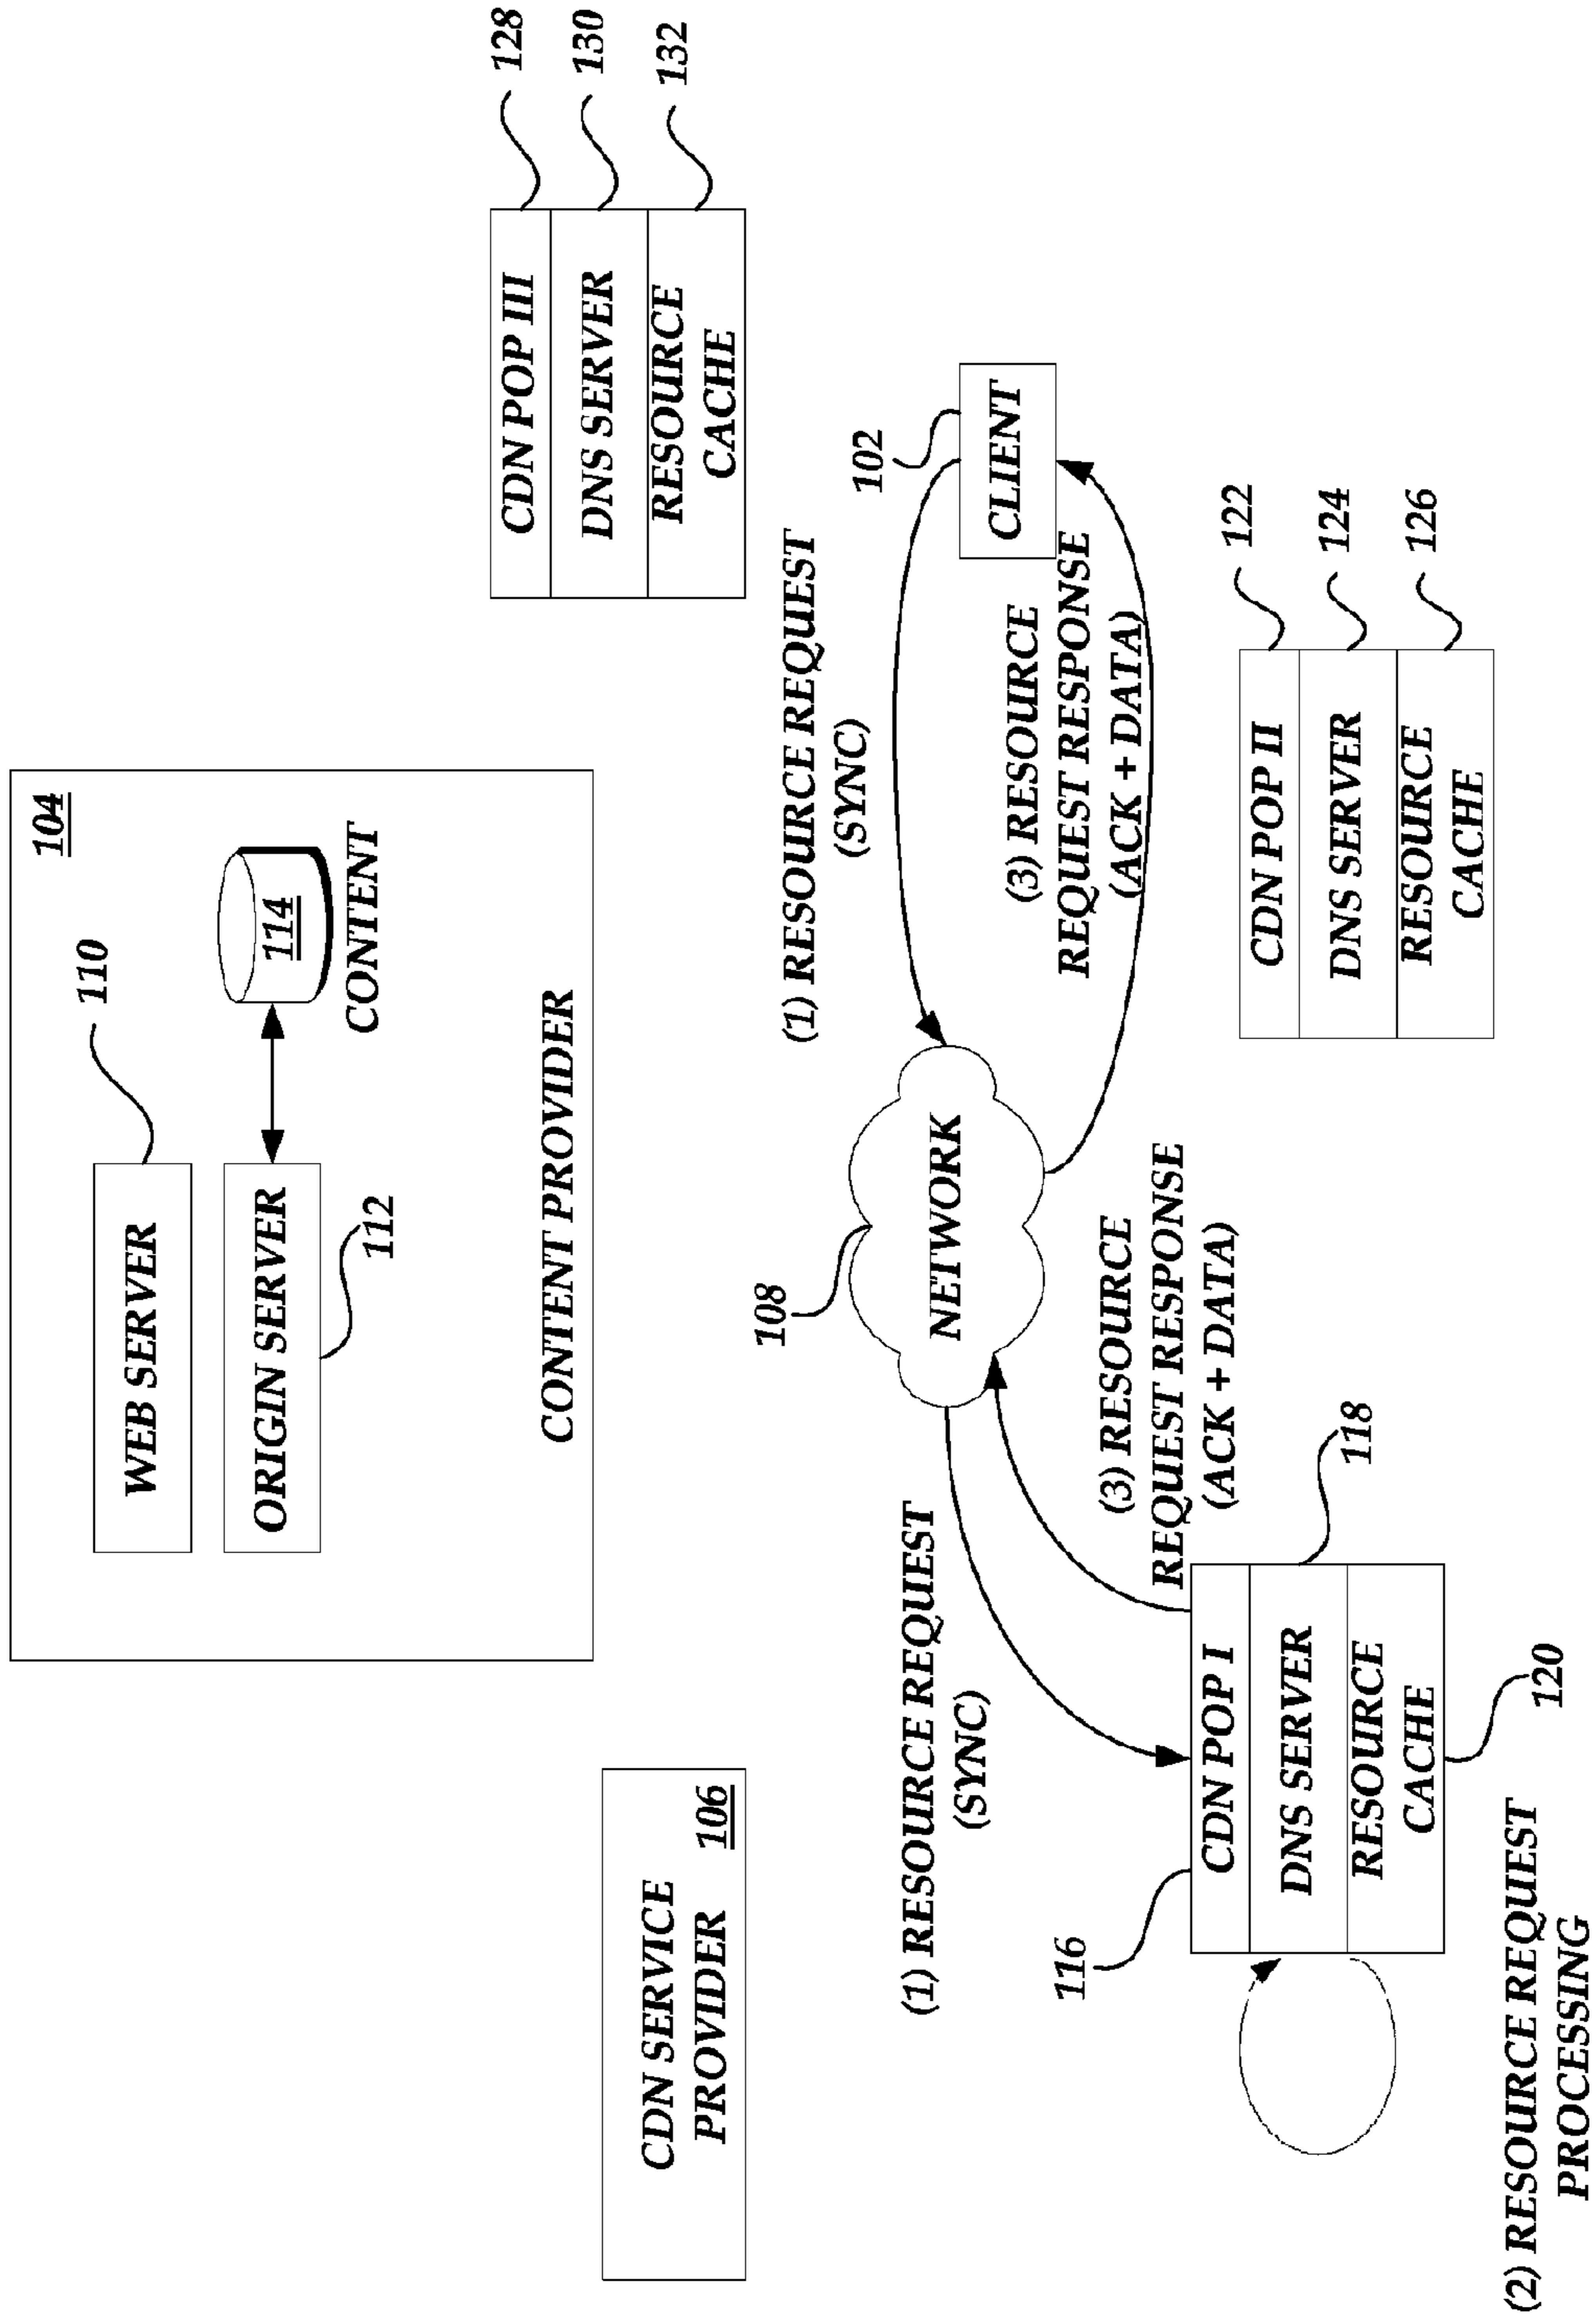 104
WEB SERVER
110
ORIGIN SERVER
112
114
CONTENT
CONTENT PROVIDER
CDN SERVICE
PROVIDER
106
CDN POP III
128
DNS SERVER
130
RESOURCE
CACHE
132
(1) RESOURCE REQUEST
(SYNC)
102
CLIENT
108
NETWORK
(3) RESOURCE
REQUEST RESPONSE
(ACK + DATA)
(1) RESOURCE REQUEST
(SYNC)
(3) RESOURCE
REQUEST RESPONSE
(ACK + DATA)
116
CDN POP I
DNS SERVER
118
RESOURCE
CACHE
120
CDN POP II
122
DNS SERVER
124
RESOURCE
CACHE
126
(2) RESOURCE REQUEST
PROCESSING